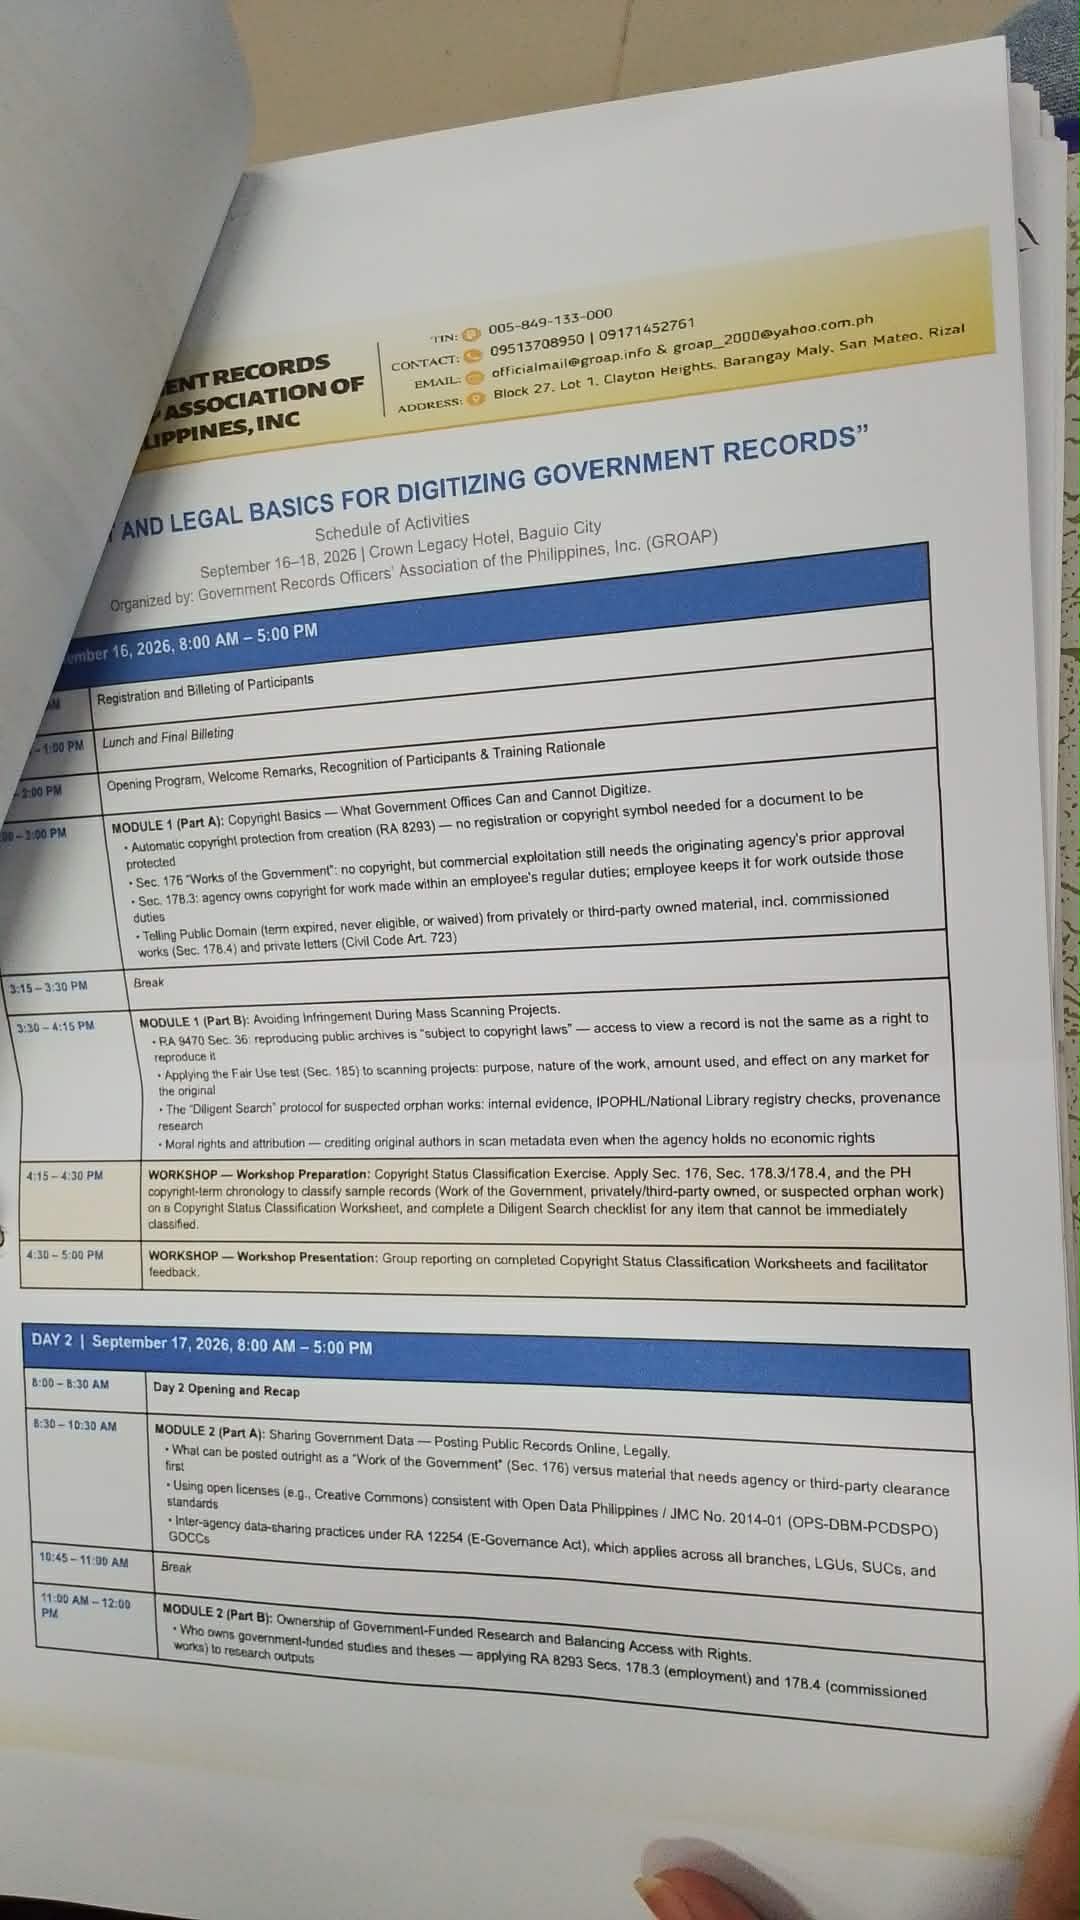 ENT RECORDS
ASSOCIATION OF
LIPPINES, INC
TIN: 005-849-133-000
CONTACT: 09513708950 | 09171452761
EMAIL: officialmail@groap.info & groap_2000@yahoo.com.ph
ADDRESS: Block 27, Lot 1, Clayton Heights, Barangay Maly, San Mateo, Rizal
AND LEGAL BASICS FOR DIGITIZING GOVERNMENT RECORDS”
Schedule of Activities
September 16–18, 2026 | Crown Legacy Hotel, Baguio City
Organized by: Government Records Officers' Association of the Philippines, Inc. (GROAP)
ember 16, 2026, 8:00 AM – 5:00 PM
AM Registration and Billeting of Participants
– 1:00 PM Lunch and Final Billeting
– 2:00 PM Opening Program, Welcome Remarks, Recognition of Participants & Training Rationale
:00 – 3:00 PM MODULE 1 (Part A): Copyright Basics — What Government Offices Can and Cannot Digitize.
• Automatic copyright protection from creation (RA 8293) — no registration or copyright symbol needed for a document to be
protected
• Sec. 176 "Works of the Government": no copyright, but commercial exploitation still needs the originating agency's prior approval
• Sec. 178.3: agency owns copyright for work made within an employee's regular duties; employee keeps it for work outside those
duties
• Telling Public Domain (term expired, never eligible, or waived) from privately or third-party owned material, incl. commissioned
works (Sec. 178.4) and private letters (Civil Code Art. 723)
3:15 – 3:30 PM Break
3:30 – 4:15 PM MODULE 1 (Part B): Avoiding Infringement During Mass Scanning Projects.
• RA 9470 Sec. 36: reproducing public archives is "subject to copyright laws" — access to view a record is not the same as a right to
reproduce it
• Applying the Fair Use test (Sec. 185) to scanning projects: purpose, nature of the work, amount used, and effect on any market for
the original
• The "Diligent Search" protocol for suspected orphan works: internal evidence, IPOPHL/National Library registry checks, provenance
research
• Moral rights and attribution — crediting original authors in scan metadata even when the agency holds no economic rights
4:15 – 4:30 PM WORKSHOP — Workshop Preparation: Copyright Status Classification Exercise. Apply Sec. 176, Sec. 178.3/178.4, and the PH
copyright-term chronology to classify sample records (Work of the Government, privately/third-party owned, or suspected orphan work)
on a Copyright Status Classification Worksheet, and complete a Diligent Search checklist for any item that cannot be immediately
classified.
4:30 – 5:00 PM WORKSHOP — Workshop Presentation: Group reporting on completed Copyright Status Classification Worksheets and facilitator
feedback.
DAY 2 | September 17, 2026, 8:00 AM – 5:00 PM
8:00 – 8:30 AM Day 2 Opening and Recap
8:30 – 10:30 AM MODULE 2 (Part A): Sharing Government Data — Posting Public Records Online, Legally.
• What can be posted outright as a "Work of the Government" (Sec. 176) versus material that needs agency or third-party clearance
first
• Using open licenses (e.g., Creative Commons) consistent with Open Data Philippines / JMC No. 2014-01 (OPS-DBM-PCDSPO)
standards
• Inter-agency data-sharing practices under RA 12254 (E-Governance Act), which applies across all branches, LGUs, SUCs, and
GOCCs
10:45 – 11:00 AM Break
11:00 AM – 12:00
PM
MODULE 2 (Part B): Ownership of Government-Funded Research and Balancing Access with Rights.
• Who owns government-funded studies and theses — applying RA 8293 Secs. 178.3 (employment) and 178.4 (commissioned
works) to research outputs